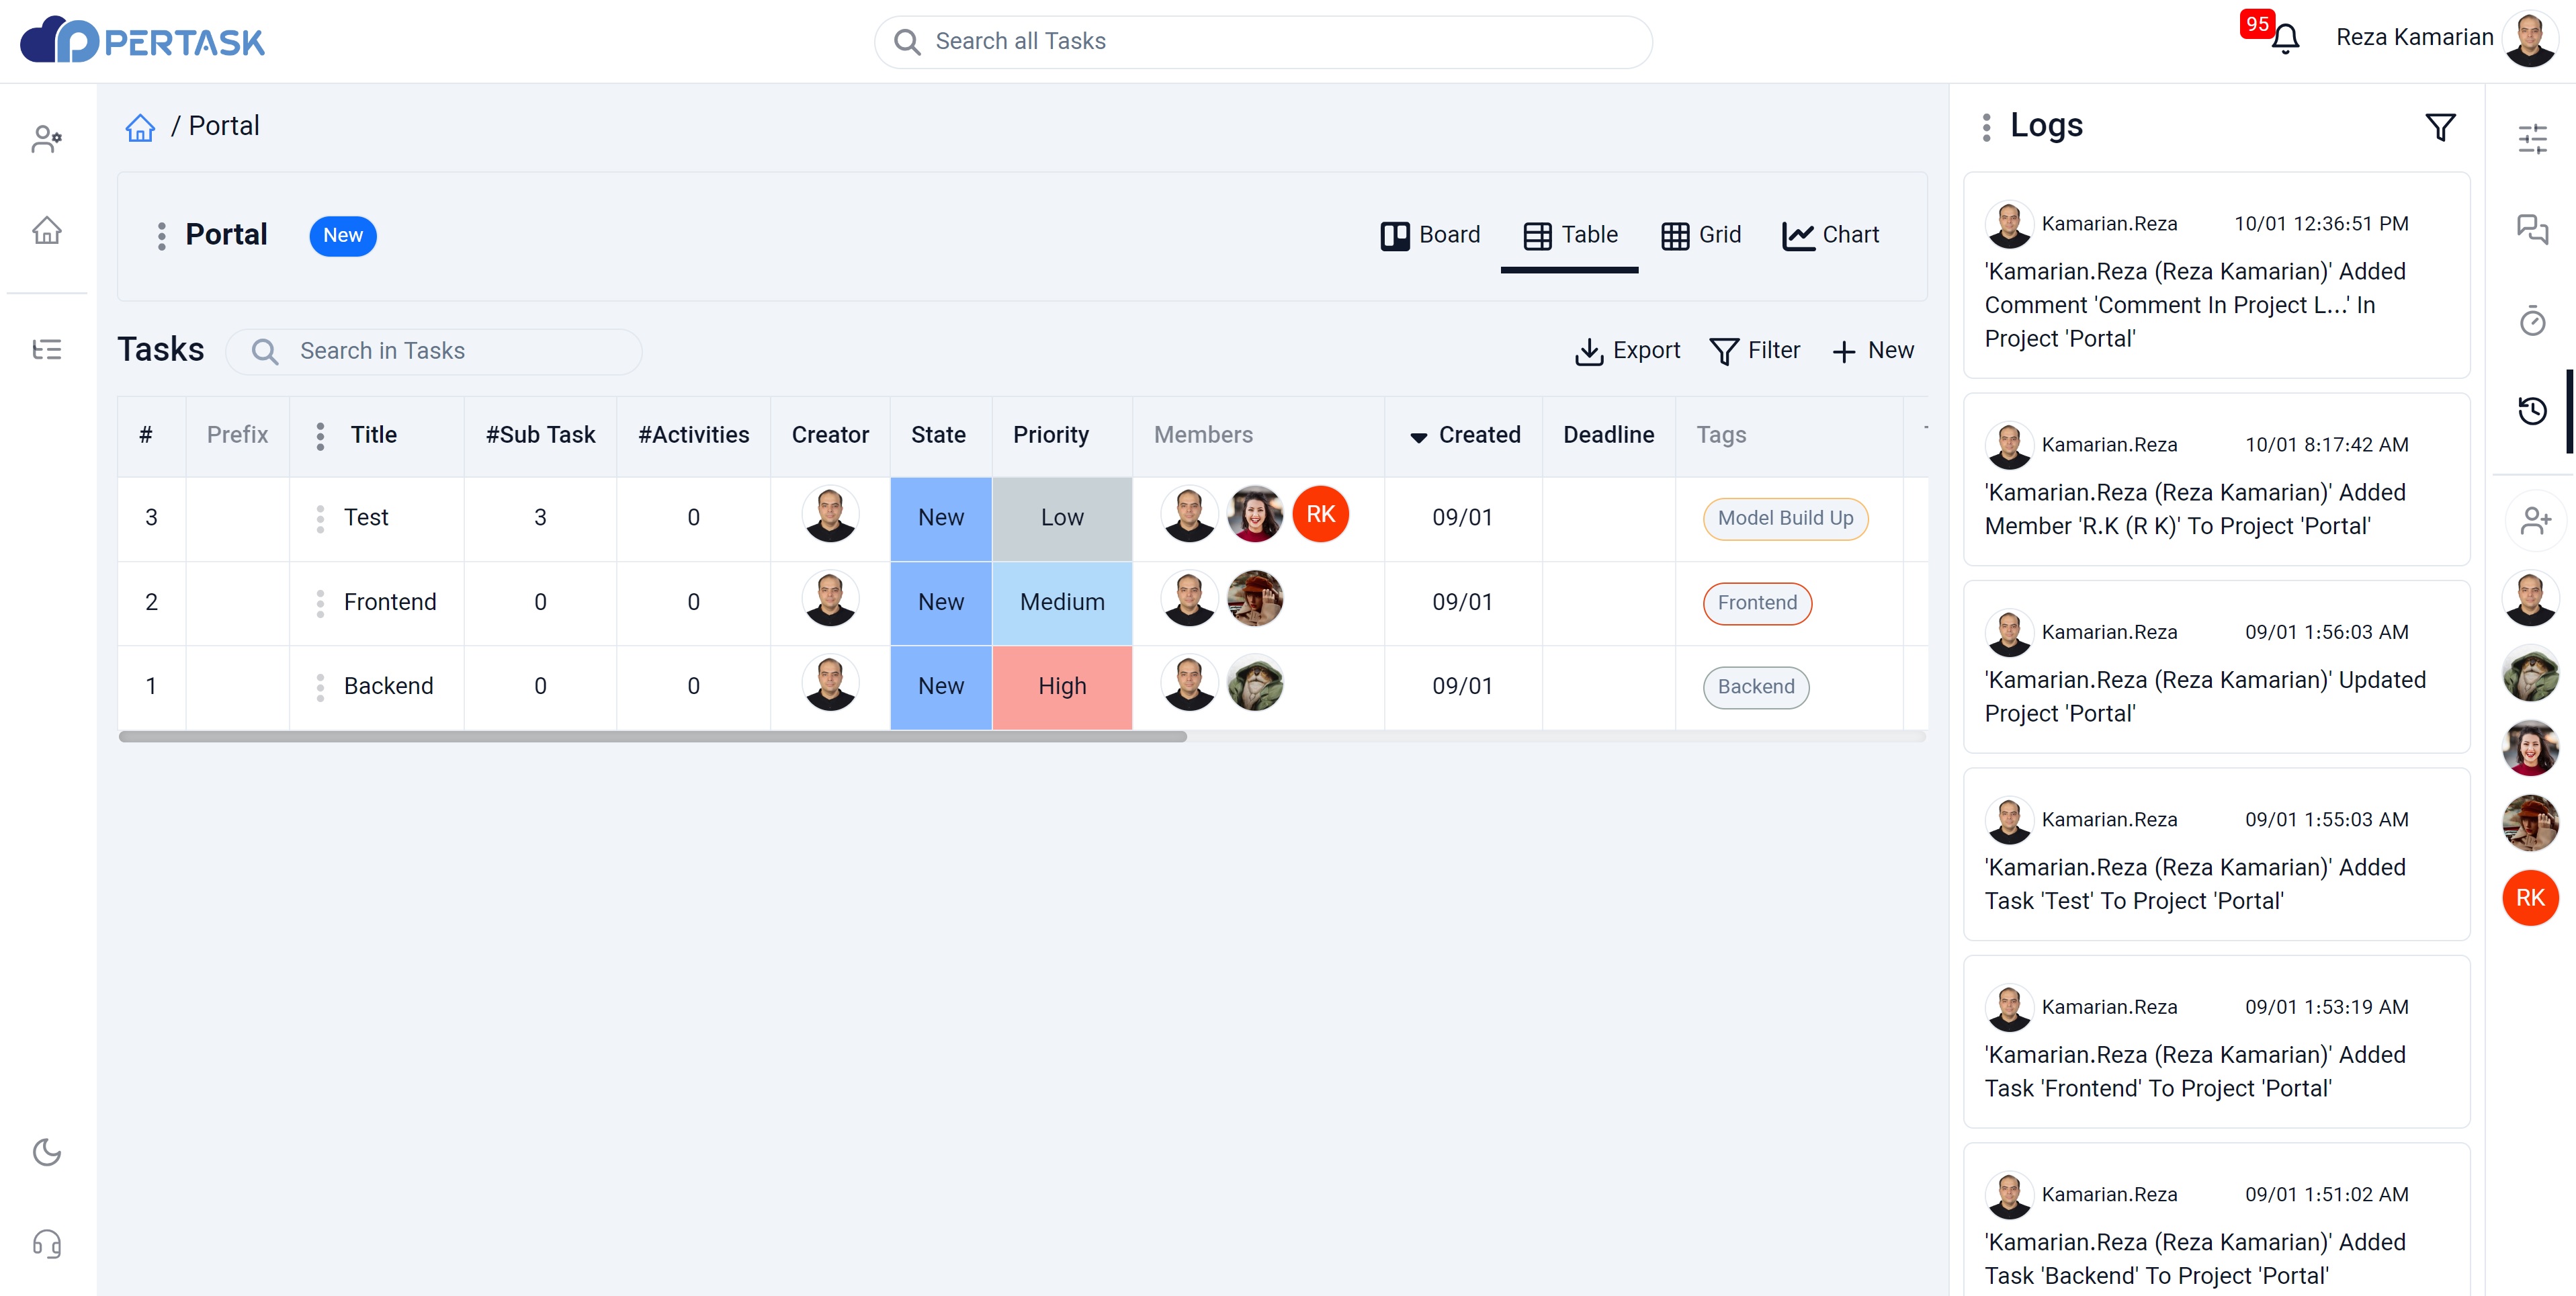 PERTASK
Search all Tasks
95
Reza Kamarian
/ Portal
Portal New
Board Table Grid Chart
Tasks Search in Tasks
Export Filter New
# Prefix Title #Sub Task #Activities Creator State Priority Members Created Deadline Tags
3 Test 3 0 New Low RK 09/01 Model Build Up
2 Frontend 0 0 New Medium 09/01 Frontend
1 Backend 0 0 New High 09/01 Backend
Logs
Kamarian.Reza 10/01 12:36:51 PM
'Kamarian.Reza (Reza Kamarian)' Added
Comment 'Comment In Project L...' In
Project 'Portal'
Kamarian.Reza 10/01 8:17:42 AM
'Kamarian.Reza (Reza Kamarian)' Added
Member 'R.K (R K)' To Project 'Portal'
Kamarian.Reza 09/01 1:56:03 AM
'Kamarian.Reza (Reza Kamarian)' Updated
Project 'Portal'
Kamarian.Reza 09/01 1:55:03 AM
'Kamarian.Reza (Reza Kamarian)' Added
Task 'Test' To Project 'Portal'
Kamarian.Reza 09/01 1:53:19 AM
'Kamarian.Reza (Reza Kamarian)' Added
Task 'Frontend' To Project 'Portal'
Kamarian.Reza 09/01 1:51:02 AM
'Kamarian.Reza (Reza Kamarian)' Added
Task 'Backend' To Project 'Portal'
RK